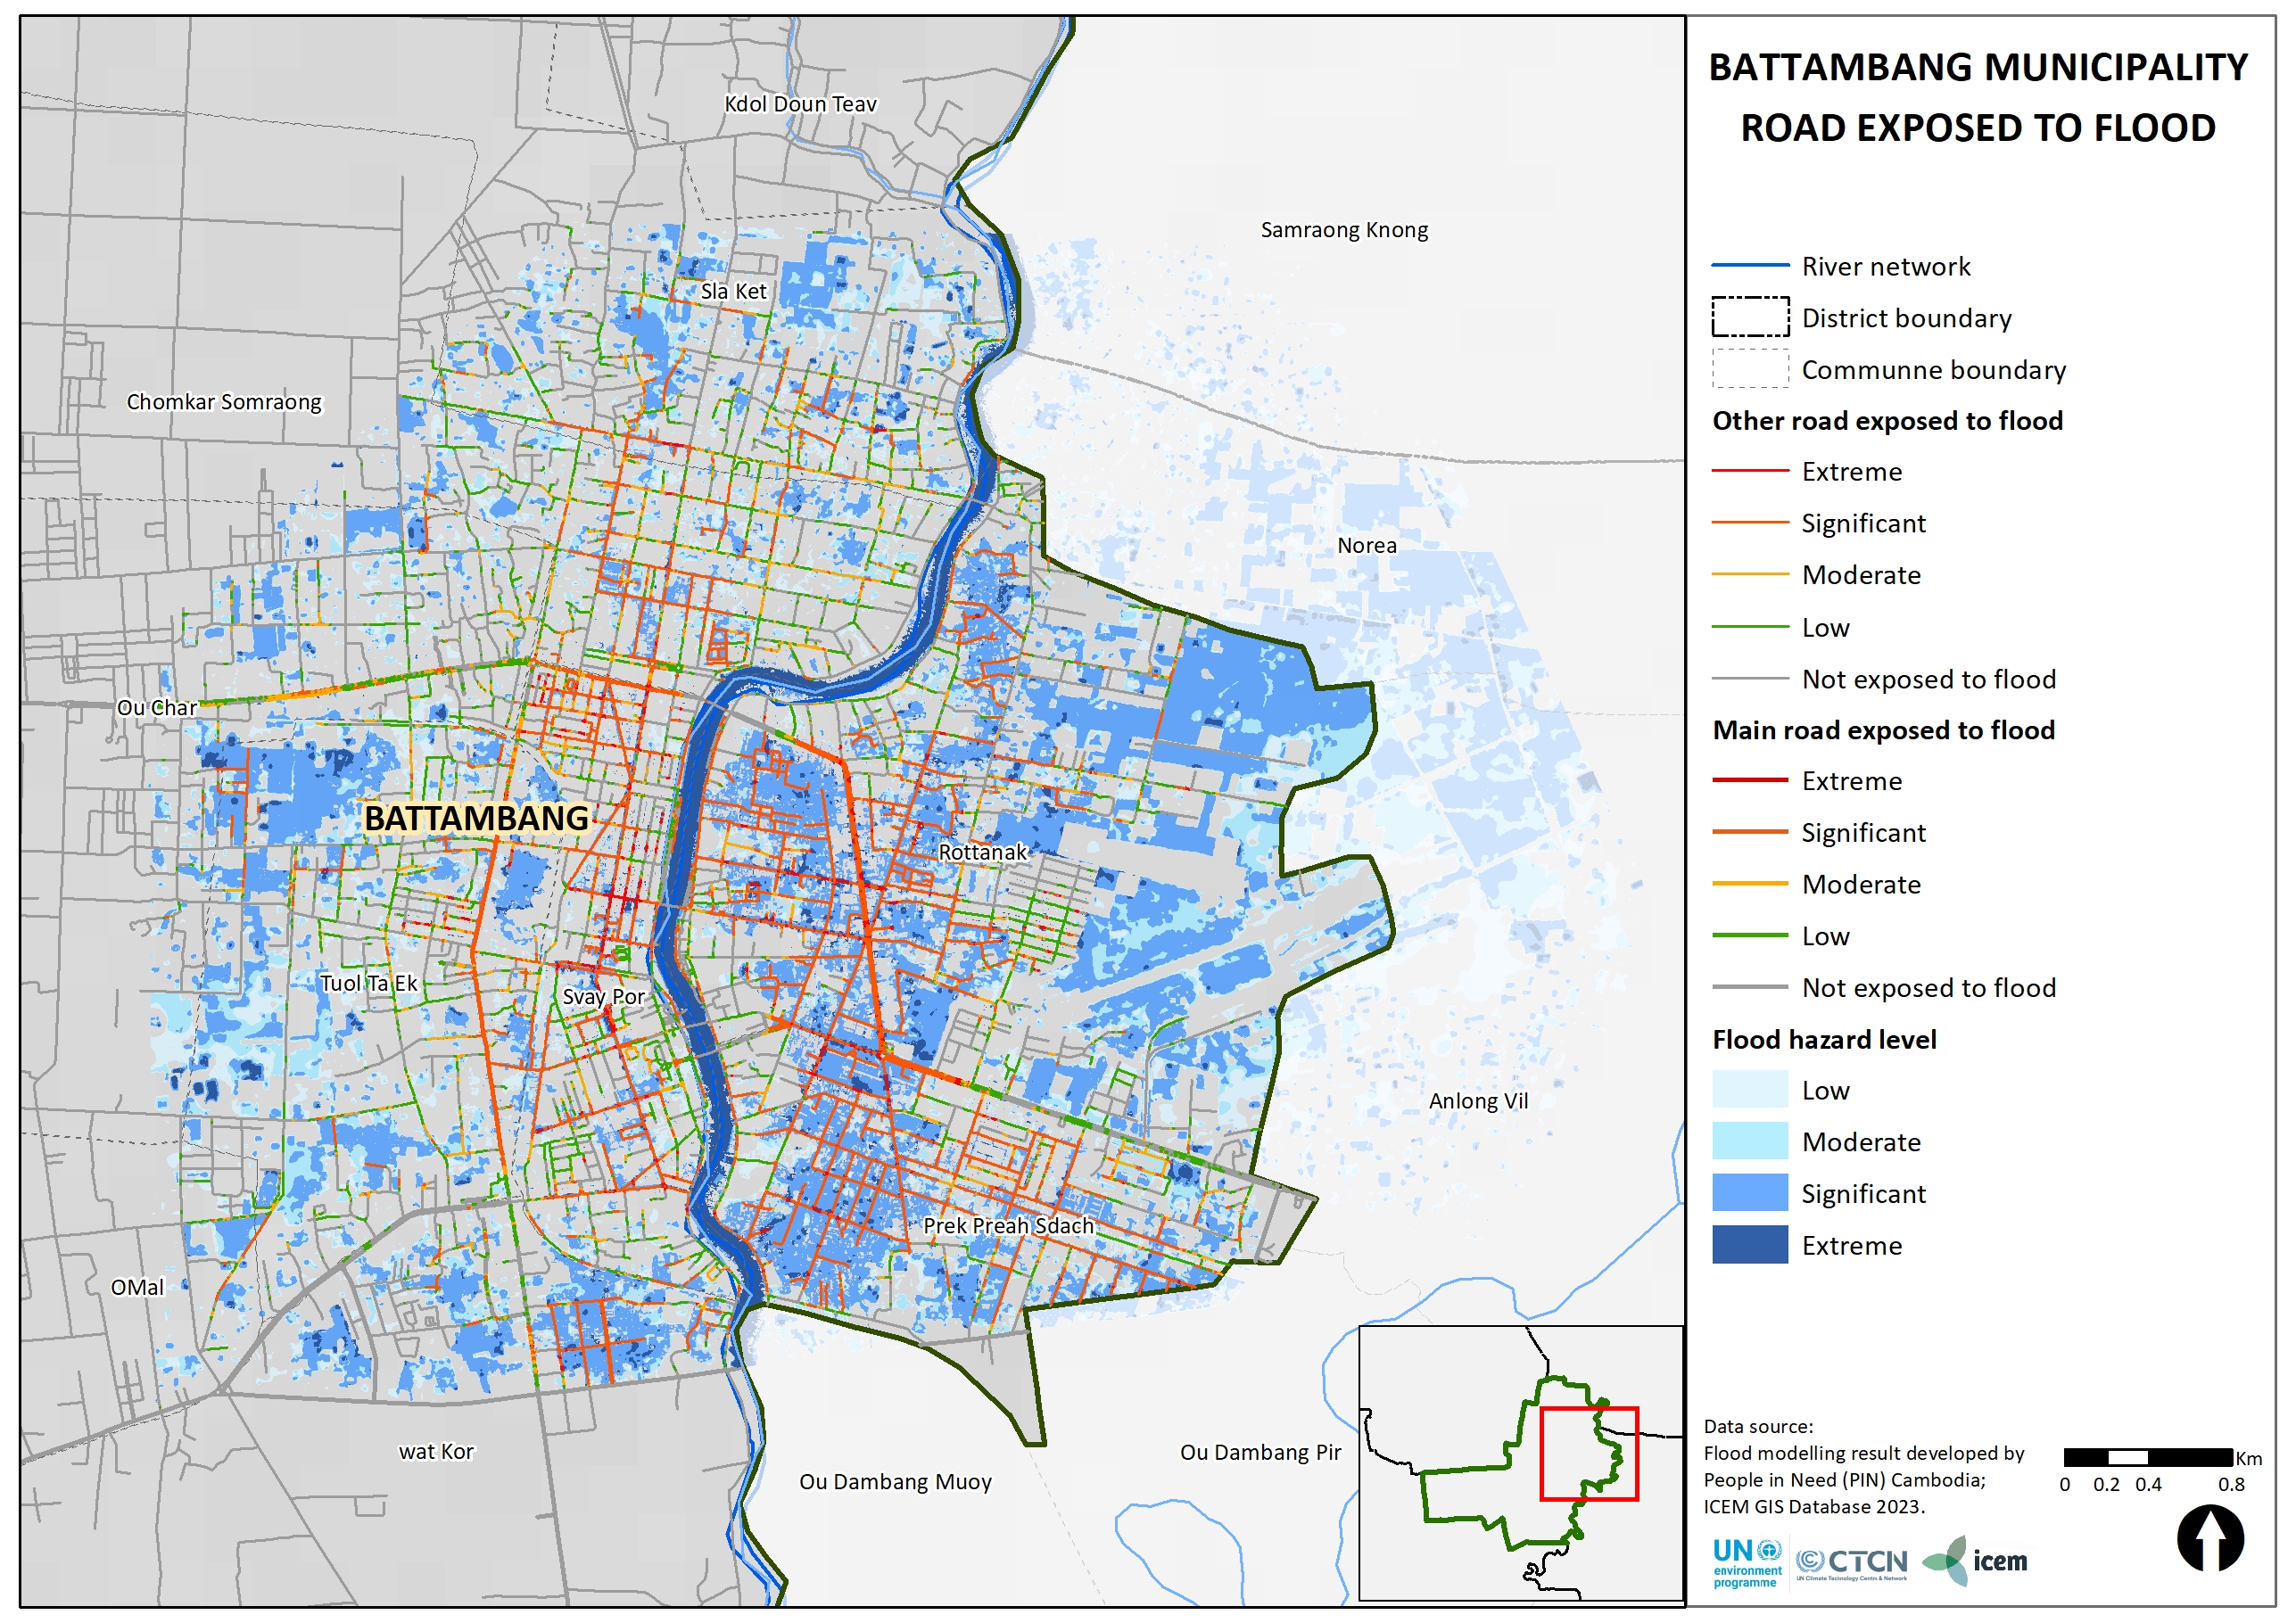 BATTAMBANG MUNICIPALITY
ROAD EXPOSED TO FLOOD
River network
District boundary
Communne boundary
Other road exposed to flood
Extreme
Significant
Moderate
Low
Not exposed to flood
Main road exposed to flood
Extreme
Significant
Moderate
Low
Not exposed to flood
Flood hazard level
Low
Moderate
Significant
Extreme
Kdol Doun Teav
Samraong Knong
Sla Ket
Chomkar Somraong
Norea
Ou Char
BATTAMBANG
Rottanak
Tuol Ta Ek
Svay Por
Anlong Vil
Prek Preah Sdach
OMal
wat Kor
Ou Dambang Pir
Ou Dambang Muoy
Data source:
Flood modelling result developed by
People in Need (PIN) Cambodia;
ICEM GIS Database 2023.
Km
0 0.2 0.4 0.8
UN
environment
programme
CTCN
UN Climate Technology Centre & Network
icem